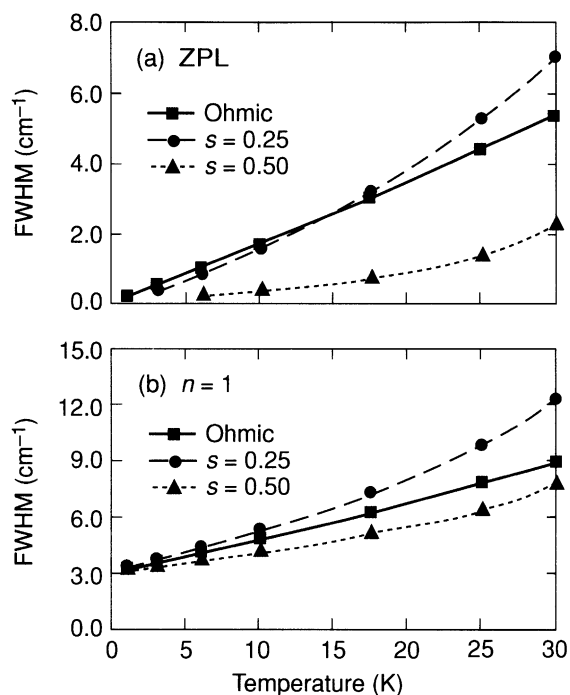 8.0
(a) ZPL
Ohmic
s = 0.25
s = 0.50
6.0
4.0
2.0
0.0
FWHM (cm⁻¹)
15.0
(b) n = 1
Ohmic
s = 0.25
s = 0.50
12.0
9.0
6.0
3.0
0.0
FWHM (cm⁻¹)
0 5 10 15 20 25 30
Temperature (K)